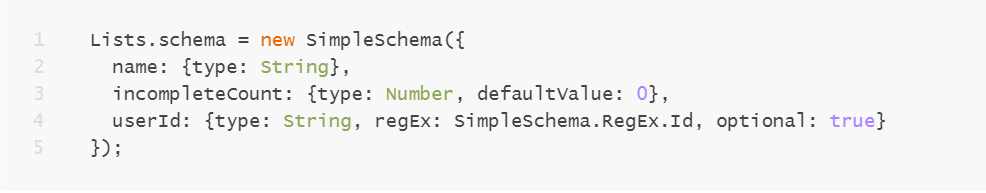 1 Lists.schema = new SimpleSchema({
2 name: {type: String},
3 incompleteCount: {type: Number, defaultValue: 0},
4 userId: {type: String, regEx: SimpleSchema.RegEx.Id, optional: true}
5 });